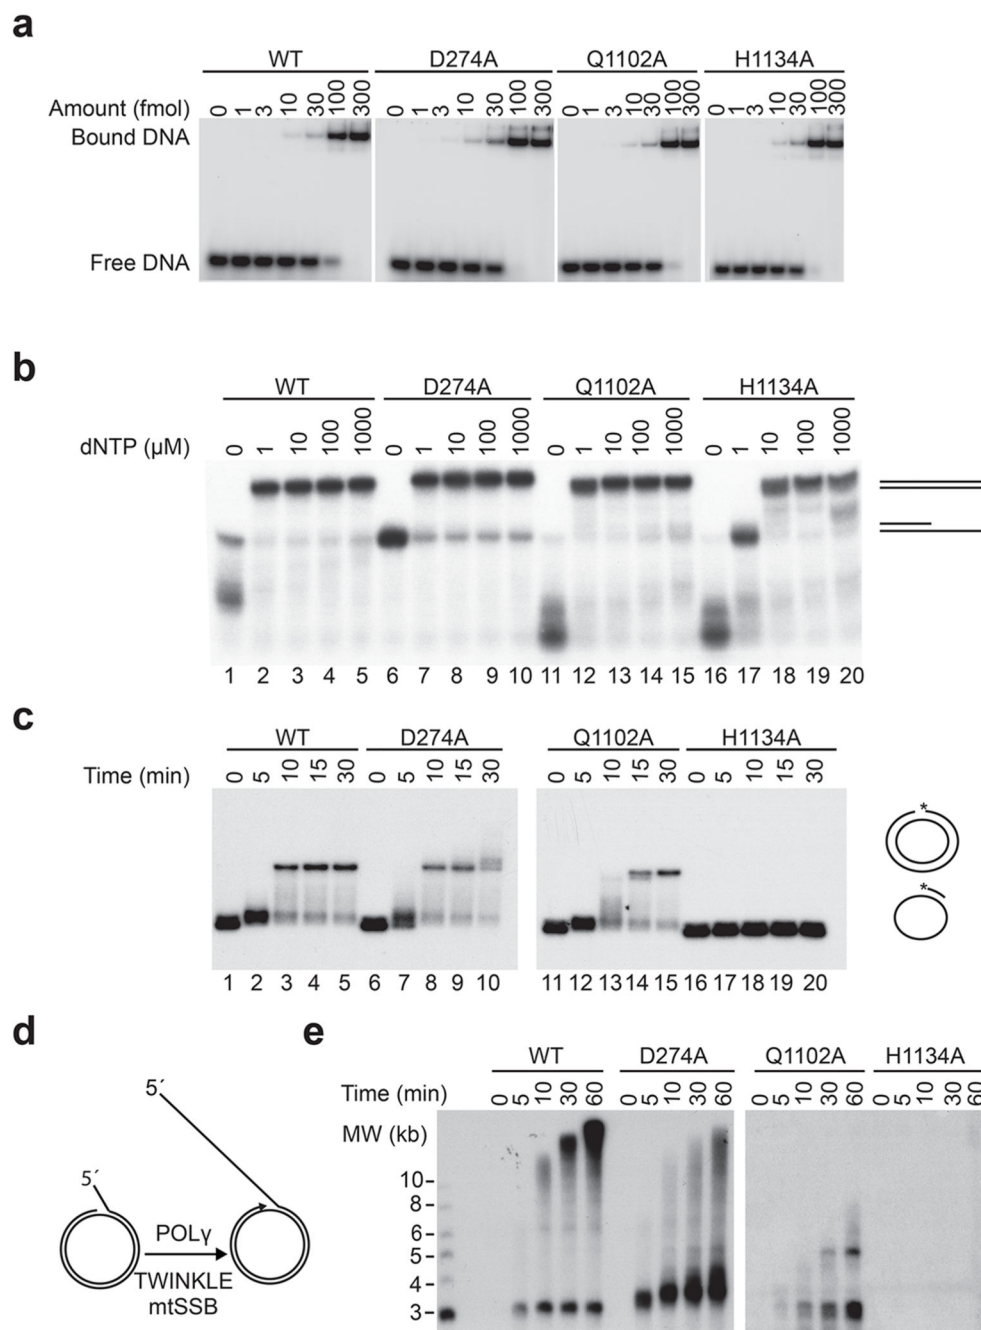 a
WT D274A Q1102A H1134A
Amount (fmol) 0 1 3 10 30 100 300 0 1 3 10 30 100 300 0 1 3 10 30 100 300 0 1 3 10 30 100 300
Bound DNA
Free DNA
b
WT D274A Q1102A H1134A
dNTP (µM) 0 1 10 100 1000 0 1 10 100 1000 0 1 10 100 1000 0 1 10 100 1000
1 2 3 4 5 6 7 8 9 10 11 12 13 14 15 16 17 18 19 20
c
WT D274A Q1102A H1134A
Time (min) 0 5 10 15 30 0 5 10 15 30 0 5 10 15 30 0 5 10 15 30
*
*
1 2 3 4 5 6 7 8 9 10 11 12 13 14 15 16 17 18 19 20
d
5´
5´
POLγ
TWINKLE
mtSSB
e
WT D274A Q1102A H1134A
Time (min) 0 5 10 30 60 0 5 10 30 60 0 5 10 30 60 0 5 10 30 60
MW (kb)
10-
8-
6-
5-
4-
3-